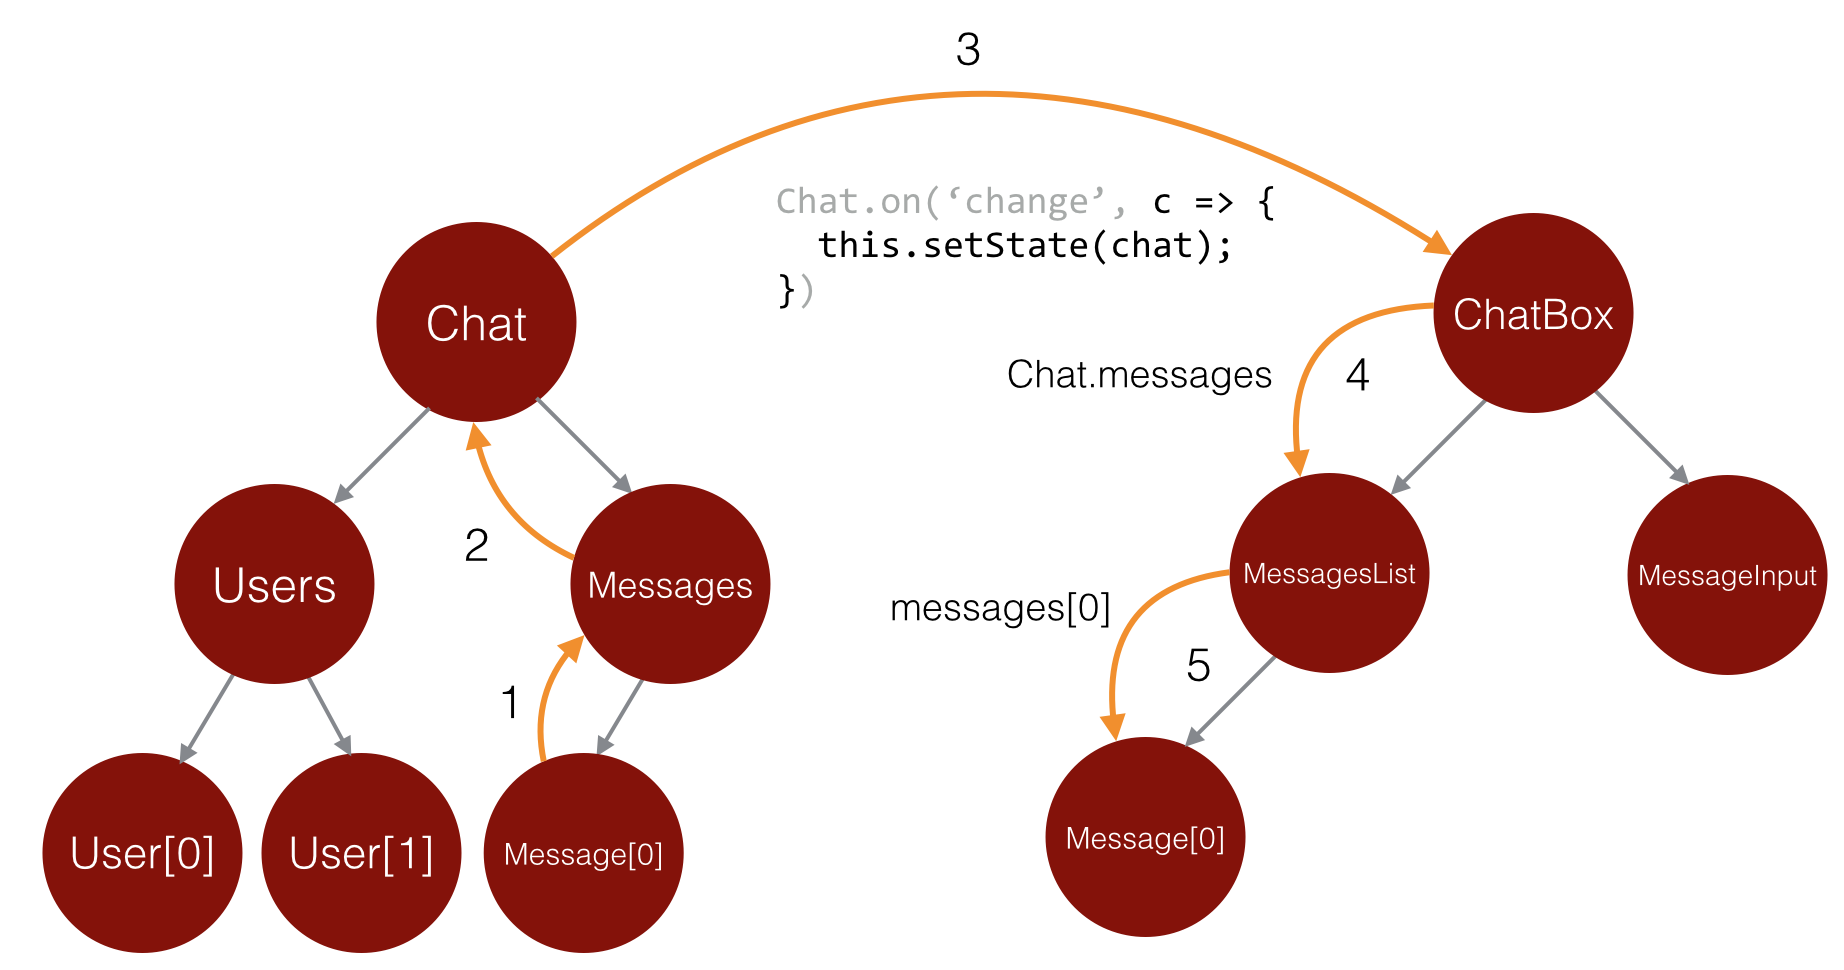 3
Chat.on(‘change’, c => {
this.setState(chat);
})
Chat
ChatBox
Chat.messages
4
2
Users
Messages
MessagesList
MessageInput
messages[0]
5
1
User[0]
User[1]
Message[0]
Message[0]